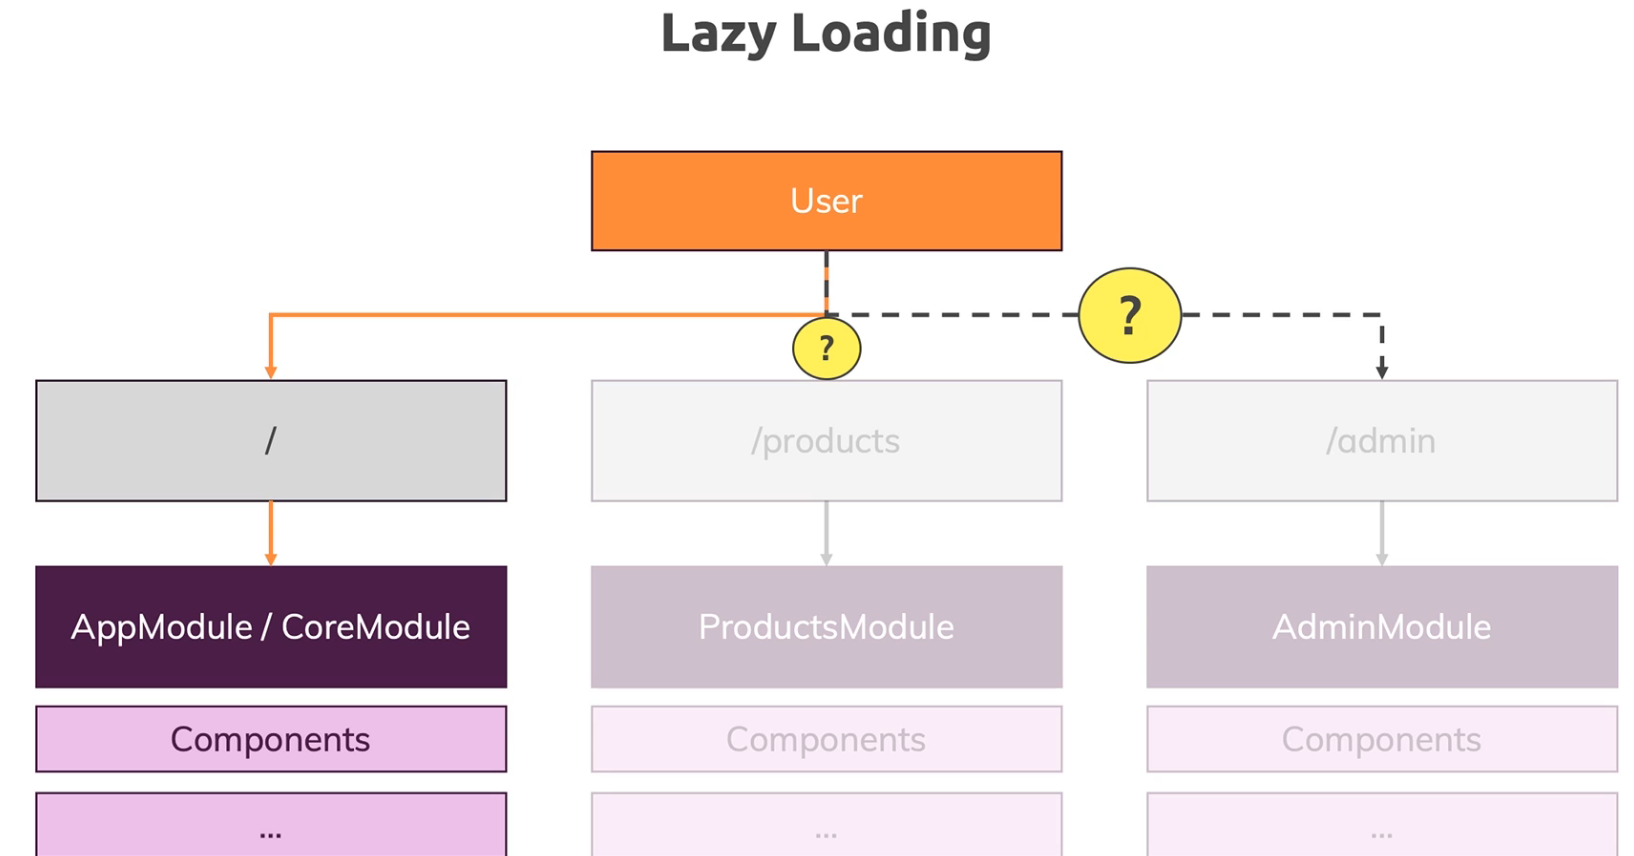 Lazy Loading
User
?
?
/
/products
/admin
AppModule / CoreModule
ProductsModule
AdminModule
Components
Components
Components
...
...
...